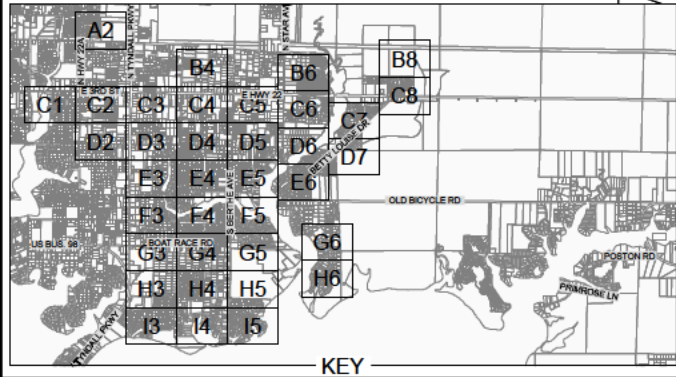 A2
N HWY 22A
N TYNDALL PKWY
N STAR AV
B4
B6
B8
E 3RD ST
E HWY 22
C1
C2
C3
C4
C5
C6
C7
C8
D2
D3
D4
D5
D6
D7
BETTY LOUISE DR
E3
E4
E5
E6
S BERTHE AVE
OLD BICYCLE RD
F3
F4
F5
US BUS. 98
BOAT RACE RD
G3
G4
G5
G6
POSTON RD
H3
H4
H5
H6
PRIMROSE LN
I3
I4
I5
TYNDALL PKWY
KEY